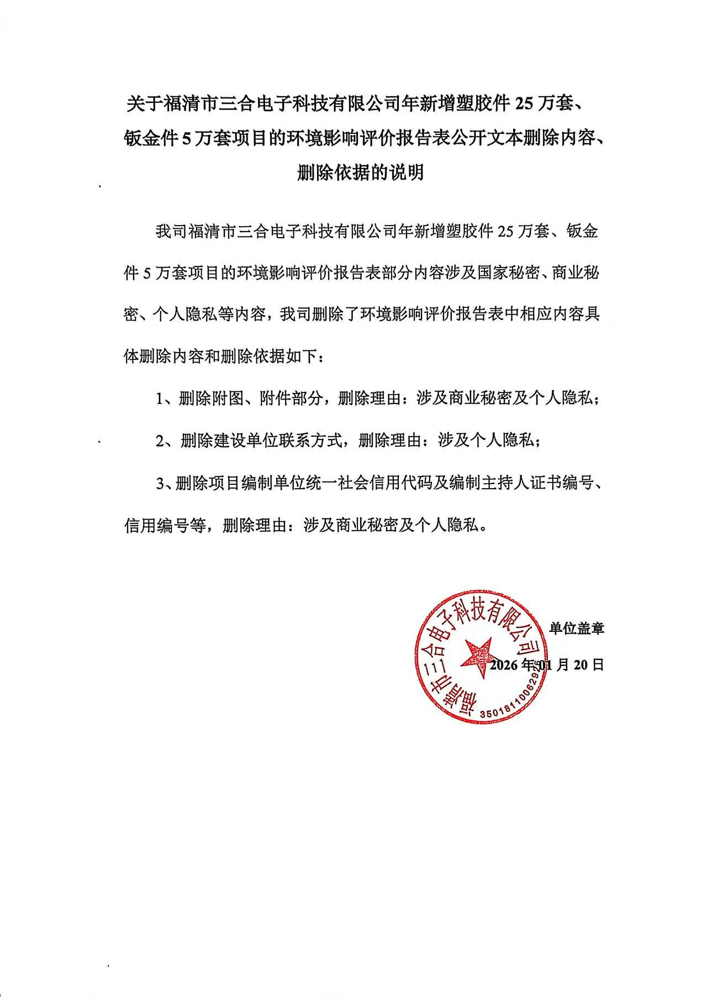 关于福清市三合电子科技有限公司年新增塑胶件 25 万套、
钣金件 5 万套项目的环境影响评价报告表公开文本删除内容、
删除依据的说明
我司福清市三合电子科技有限公司年新增塑胶件 25 万套、钣金
件 5 万套项目的环境影响评价报告表部分内容涉及国家秘密、商业秘
密、个人隐私等内容，我司删除了环境影响评价报告表中相应内容具
体删除内容和删除依据如下：
1、删除附图、附件部分，删除理由：涉及商业秘密及个人隐私；
2、删除建设单位联系方式，删除理由：涉及个人隐私；
3、删除项目编制单位统一社会信用代码及编制主持人证书编号、
信用编号等，删除理由：涉及商业秘密及个人隐私。
单位盖章
2026 年 01 月 20 日
福清市三合电子科技有限公司
35018110062926